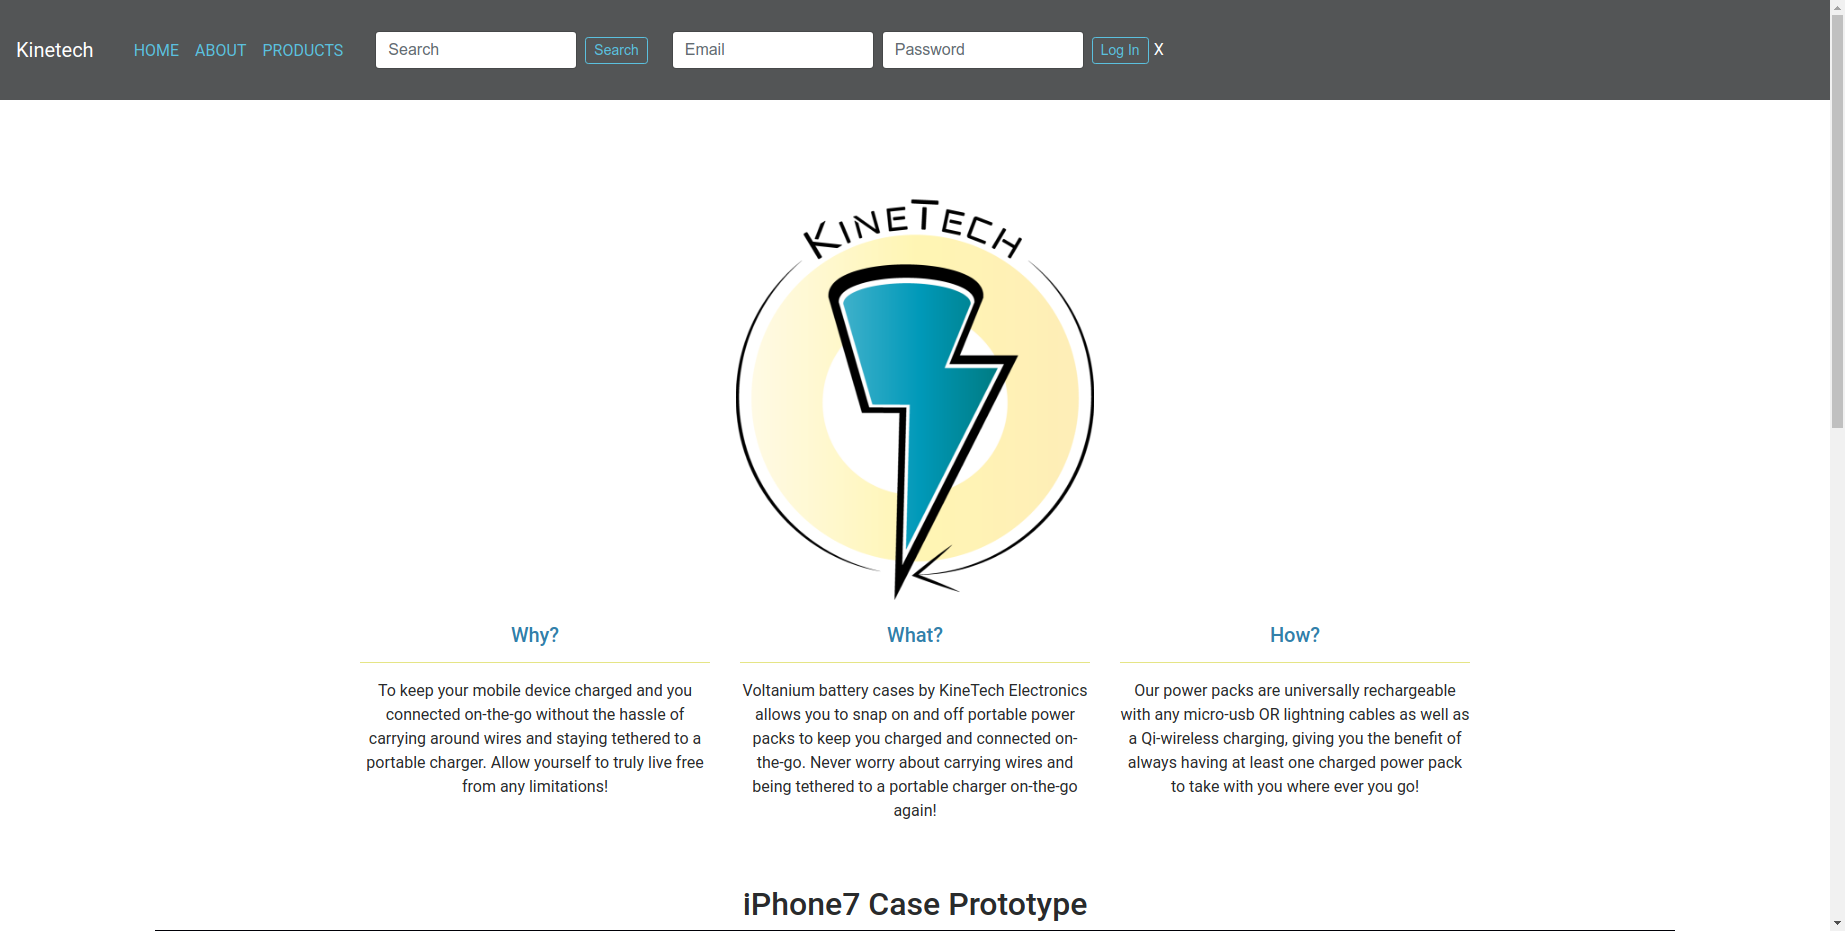 Kinetech HOME ABOUT PRODUCTS Search Search Email Password Log In X
KINETECH
Why?
To keep your mobile device charged and you
connected on-the-go without the hassle of
carrying around wires and staying tethered to a
portable charger. Allow yourself to truly live free
from any limitations!
What?
Voltanium battery cases by KineTech Electronics
allows you to snap on and off portable power
packs to keep you charged and connected on-
the-go. Never worry about carrying wires and
being tethered to a portable charger on-the-go
again!
How?
Our power packs are universally rechargeable
with any micro-usb OR lightning cables as well as
a Qi-wireless charging, giving you the benefit of
always having at least one charged power pack
to take with you where ever you go!
iPhone7 Case Prototype